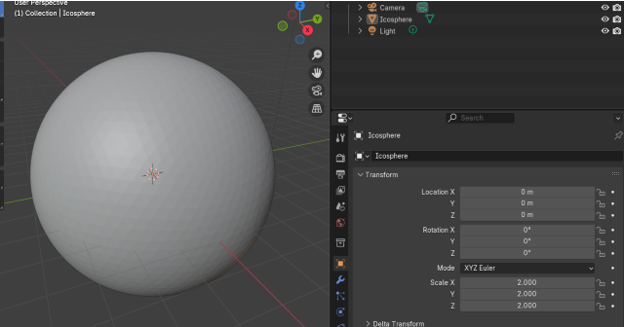 User Perspective
(1) Collection | Icosphere
Z
Y
X
Camera
Icosphere
Light
Search
Icosphere
Icosphere
Transform
Location X 0 m
Y 0 m
Z 0 m
Rotation X 0°
Y 0°
Z 0°
Mode XYZ Euler
Scale X 2.000
Y 2.000
Z 2.000
Delta Transform